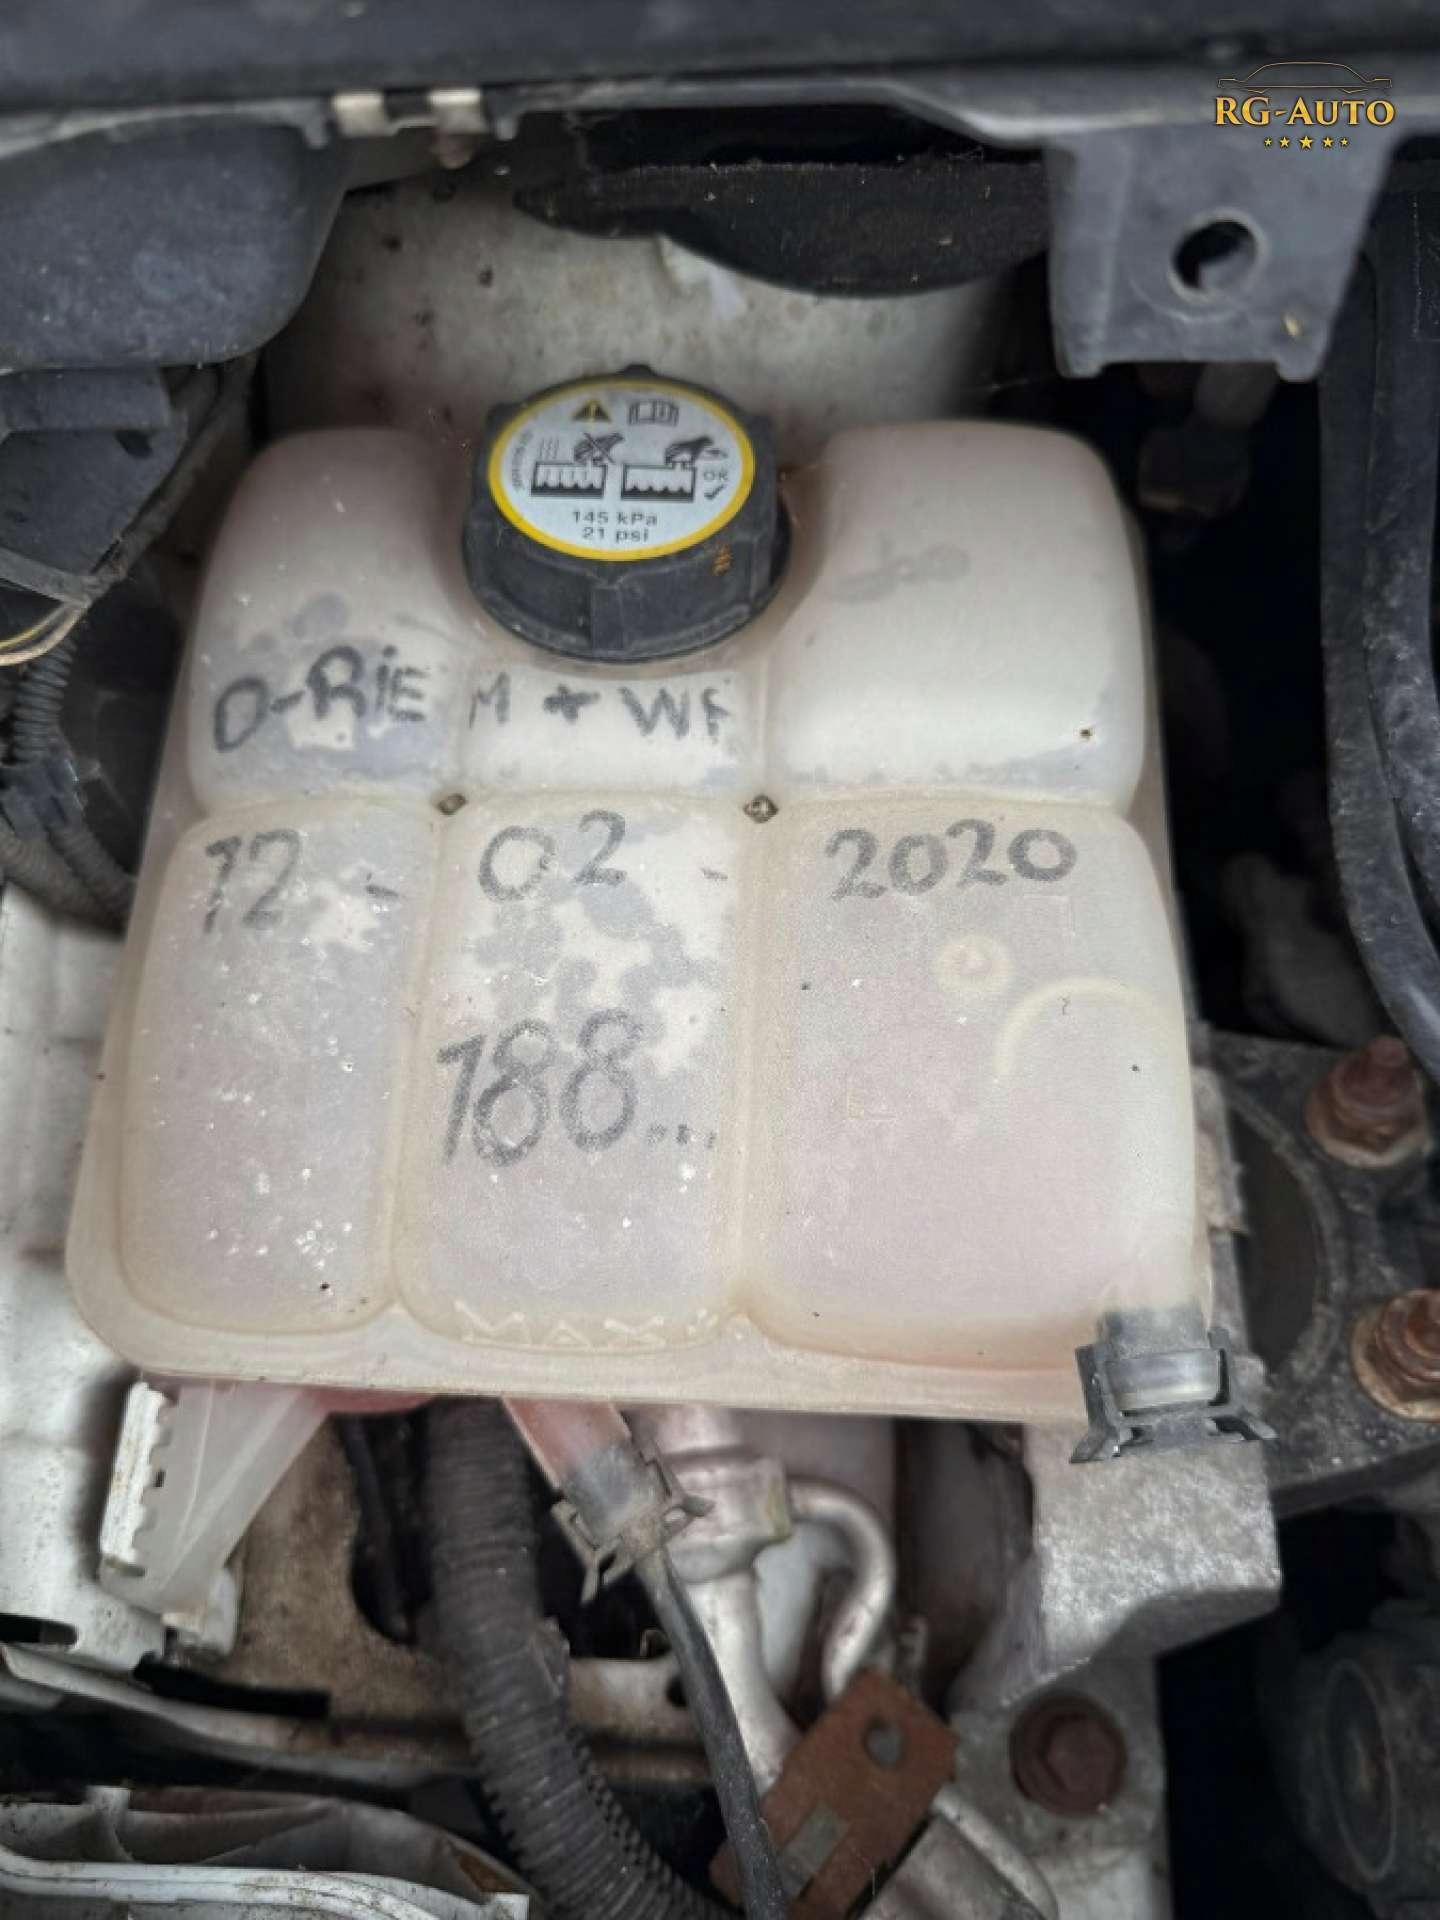 RG-AUTO
OK
145 kPa
21 psi
D-RiEM + WP
12 - 02 - 2020
188...
MAX